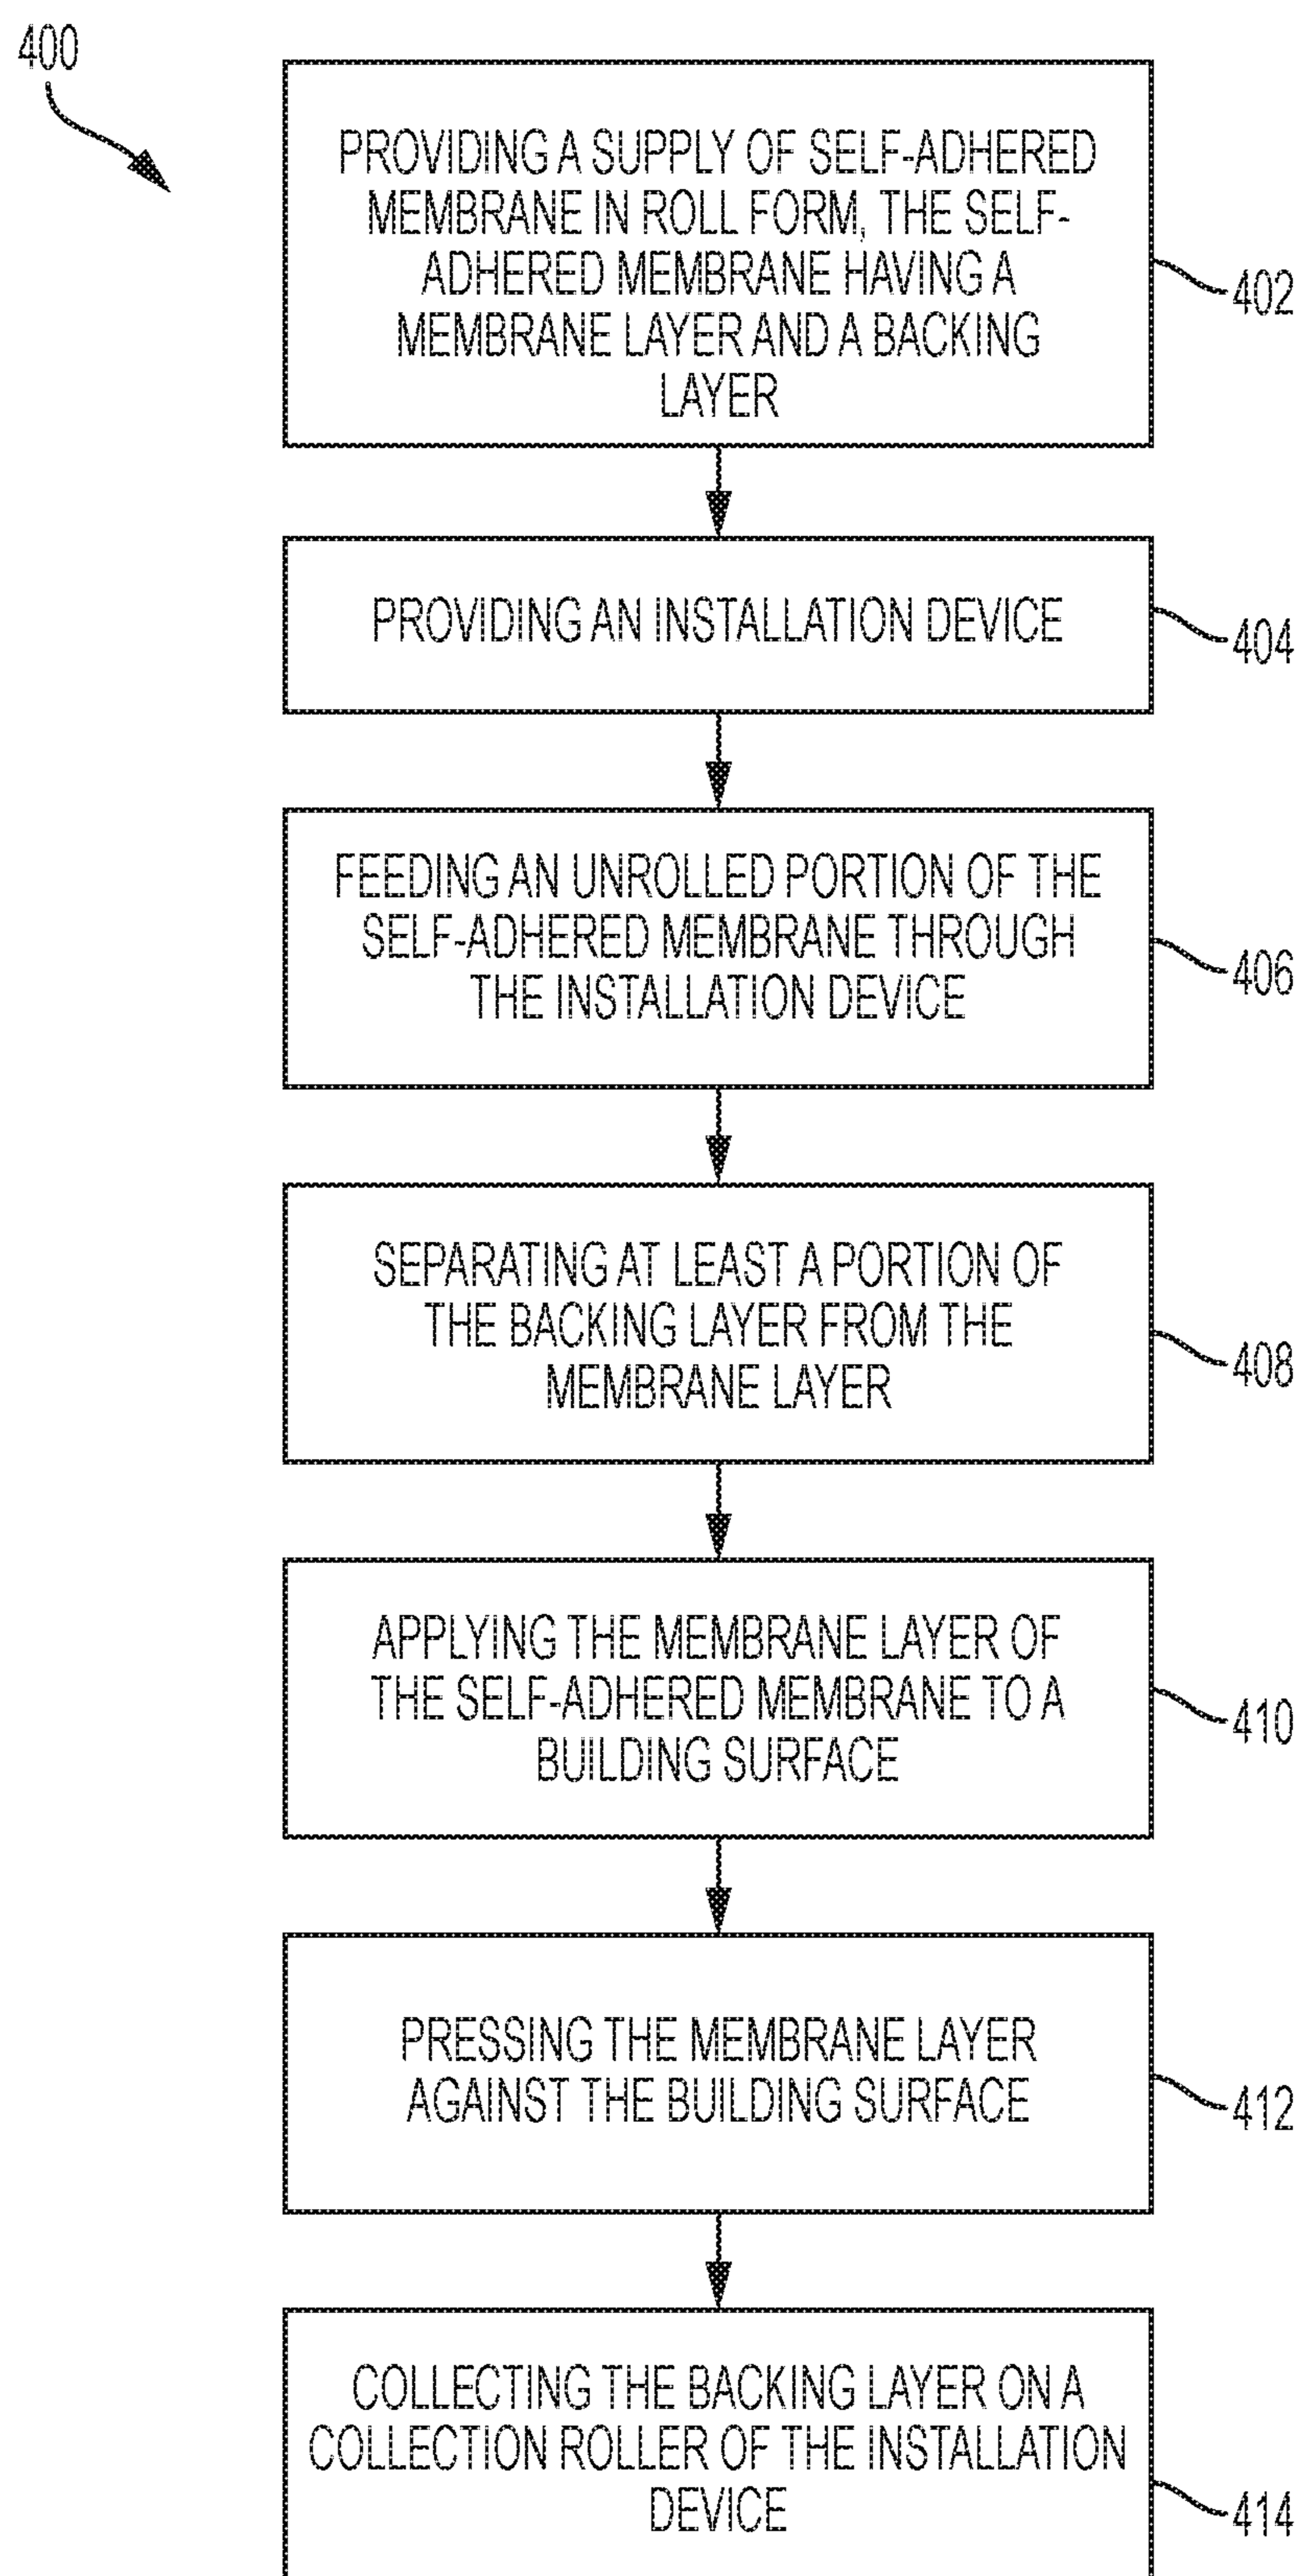 400
PROVIDING A SUPPLY OF SELF-ADHERED
MEMBRANE IN ROLL FORM, THE SELF-
ADHERED MEMBRANE HAVING A
MEMBRANE LAYER AND A BACKING
LAYER
402
PROVIDING AN INSTALLATION DEVICE
404
FEEDING AN UNROLLED PORTION OF THE
SELF-ADHERED MEMBRANE THROUGH
THE INSTALLATION DEVICE
406
SEPARATING AT LEAST A PORTION OF
THE BACKING LAYER FROM THE
MEMBRANE LAYER
408
APPLYING THE MEMBRANE LAYER OF
THE SELF-ADHERED MEMBRANE TO A
BUILDING SURFACE
410
PRESSING THE MEMBRANE LAYER
AGAINST THE BUILDING SURFACE
412
COLLECTING THE BACKING LAYER ON A
COLLECTION ROLLER OF THE INSTALLATION
DEVICE
414